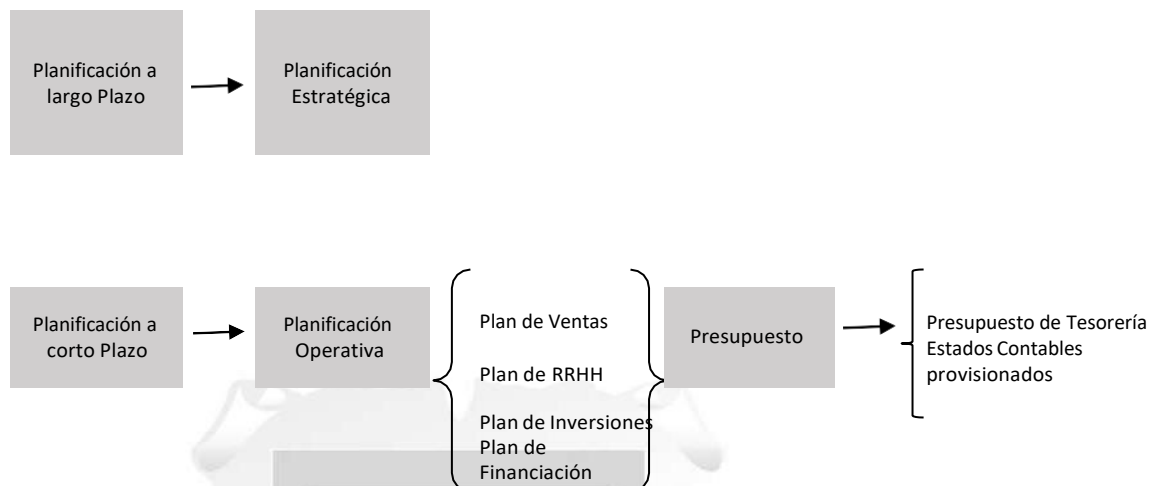 Planificación a
largo Plazo
Planificación
Estratégica
Planificación a
corto Plazo
Planificación
Operativa
Plan de Ventas
Plan de RRHH
Plan de Inversiones
Plan de
Financiación
Presupuesto
Presupuesto de Tesorería
Estados Contables
provisionados